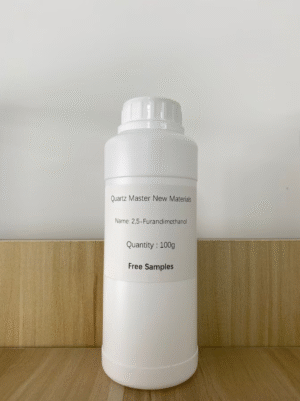 Quartz Master New Materials
Name: 2,5-Furandimethanol
Quantity : 100g
Free Samples